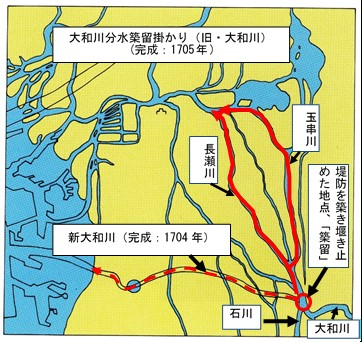 大和川分水築留掛かり（旧・大和川）
（完成：1705年）
玉串川
長瀬川
堤防を築き堰き止
めた地点、「築留」
新大和川（完成：1704年）
石川
大和川